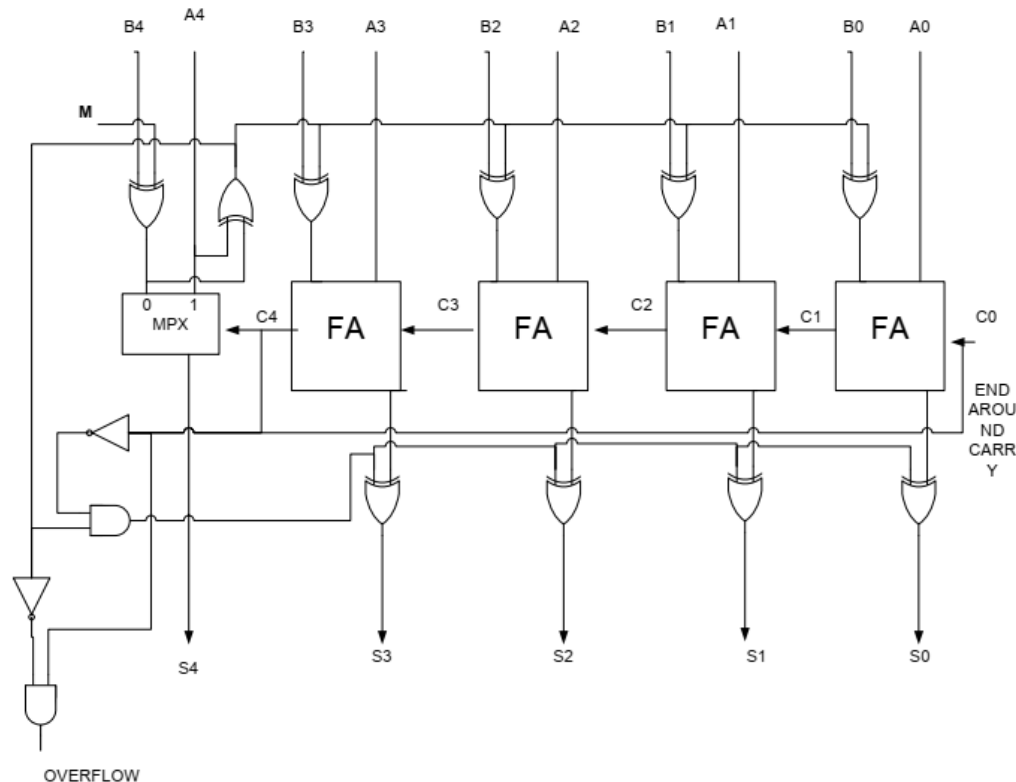 B4 A4 B3 A3 B2 A2 B1 A1 B0 A0
M
0 1
MPX
C4
FA
C3
FA
C2
FA
C1
FA
C0
END
AROU
ND
CARR
Y
S4 S3 S2 S1 S0
OVERFLOW